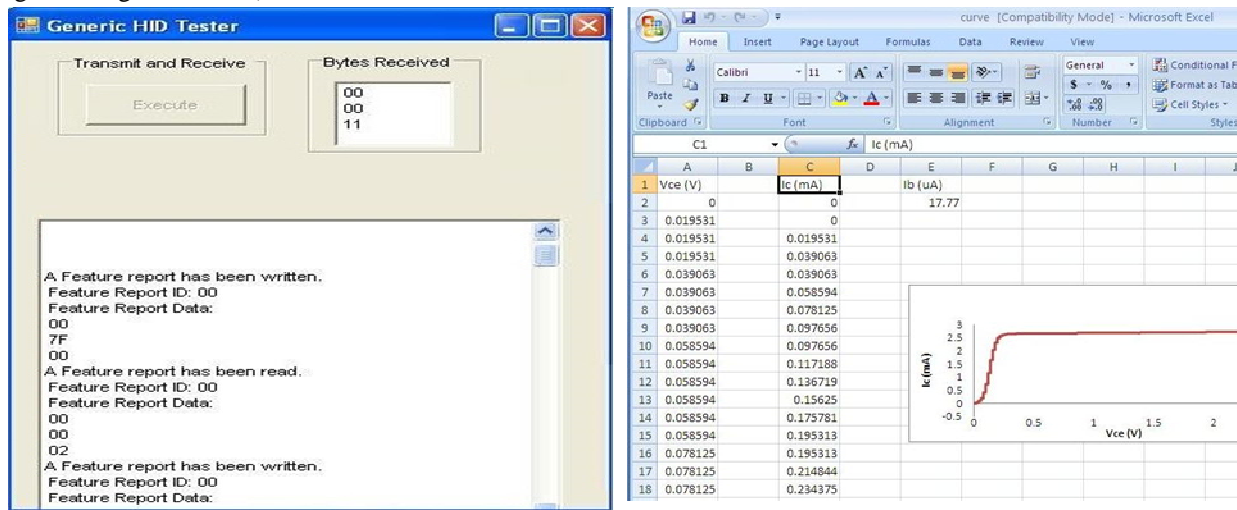 Generic HID Tester
Transmit and Receive
Execute
Bytes Received
00
00
11
A Feature report has been written.
Feature Report ID: 00
Feature Report Data:
00
7F
00
A Feature report has been read.
Feature Report ID: 00
Feature Report Data:
00
00
02
A Feature report has been written.
Feature Report ID: 00
Feature Report Data:
curve [Compatibility Mode] - Microsoft Excel
Home Insert Page Layout Formulas Data Review View
Paste
Calibri 11 A A
B I U A
General
$ % ,
Conditional F
Format as Tab
Cell Styles
Clipboard Font Alignment Number Styles
C1 fx Ic (mA)
A B C D E F G H I J
1 Vce (V) Ic (mA) Ib (uA)
2 0 0 17.77
3 0.019531 0
4 0.019531 0.019531
5 0.019531 0.039063
6 0.039063 0.039063
7 0.039063 0.058594
8 0.039063 0.078125
9 0.039063 0.097656
10 0.058594 0.097656
11 0.058594 0.117188
12 0.058594 0.136719
13 0.058594 0.15625
14 0.058594 0.175781
15 0.058594 0.195313
16 0.078125 0.195313
17 0.078125 0.214844
18 0.078125 0.234375
Ic (mA)
3
2.5
2
1.5
1
0.5
0
-0.5
0 0.5 1 1.5 2
Vce (V)